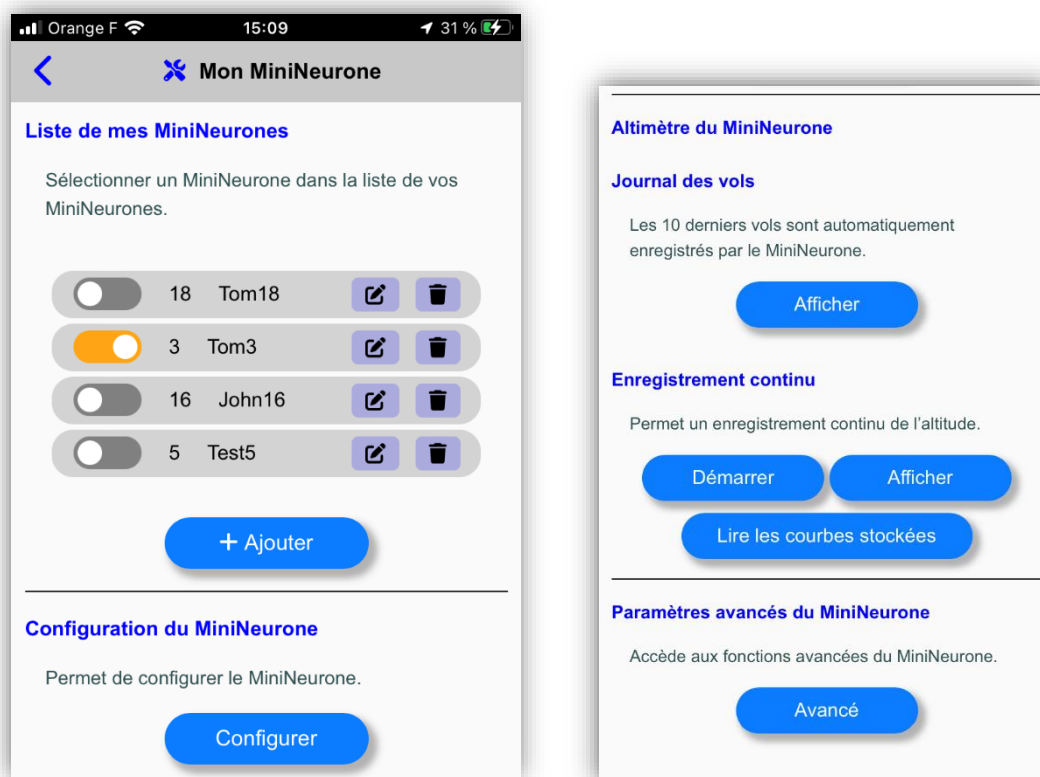 Orange F 15:09 31 %
Mon MiniNeurone
Liste de mes MiniNeurones
Sélectionner un MiniNeurone dans la liste de vos
MiniNeurones.
18 Tom18
3 Tom3
16 John16
5 Test5
+ Ajouter
Configuration du MiniNeurone
Permet de configurer le MiniNeurone.
Configurer
Altimètre du MiniNeurone
Journal des vols
Les 10 derniers vols sont automatiquement
enregistrés par le MiniNeurone.
Afficher
Enregistrement continu
Permet un enregistrement continu de l’altitude.
Démarrer Afficher
Lire les courbes stockées
Paramètres avancés du MiniNeurone
Accède aux fonctions avancées du MiniNeurone.
Avancé